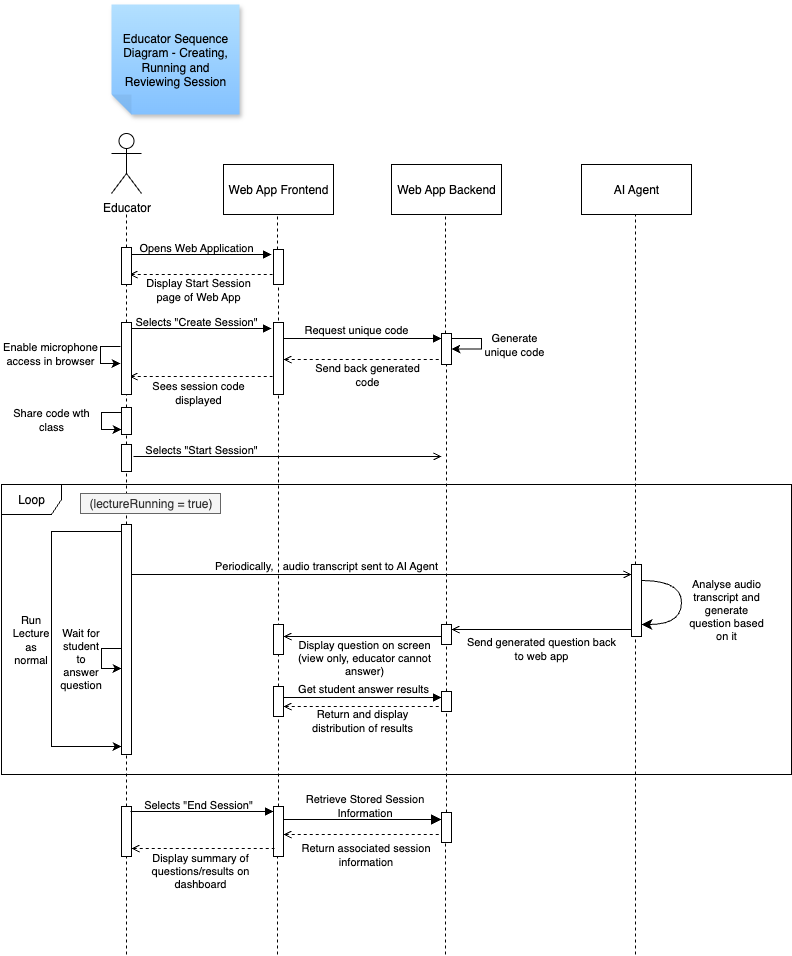 Educator Sequence
Diagram - Creating,
Running and
Reviewing Session
Educator
Web App Frontend
Web App Backend
AI Agent
Opens Web Application
Display Start Session
page of Web App
Selects "Create Session"
Request unique code
Generate
unique code
Enable microphone
access in browser
Send back generated
code
Sees session code
displayed
Share code wth
class
Selects "Start Session"
Loop
(lectureRunning = true)
Periodically, audio transcript sent to AI Agent
Analyse audio
transcript and
generate
question based
on it
Run
Lecture
as
normal
Wait for
student
to
answer
question
Send generated question back
to web app
Display question on screen
(view only, educator cannot
answer)
Get student answer results
Return and display
distribution of results
Selects "End Session"
Retrieve Stored Session
Information
Return associated session
information
Display summary of
questions/results on
dashboard